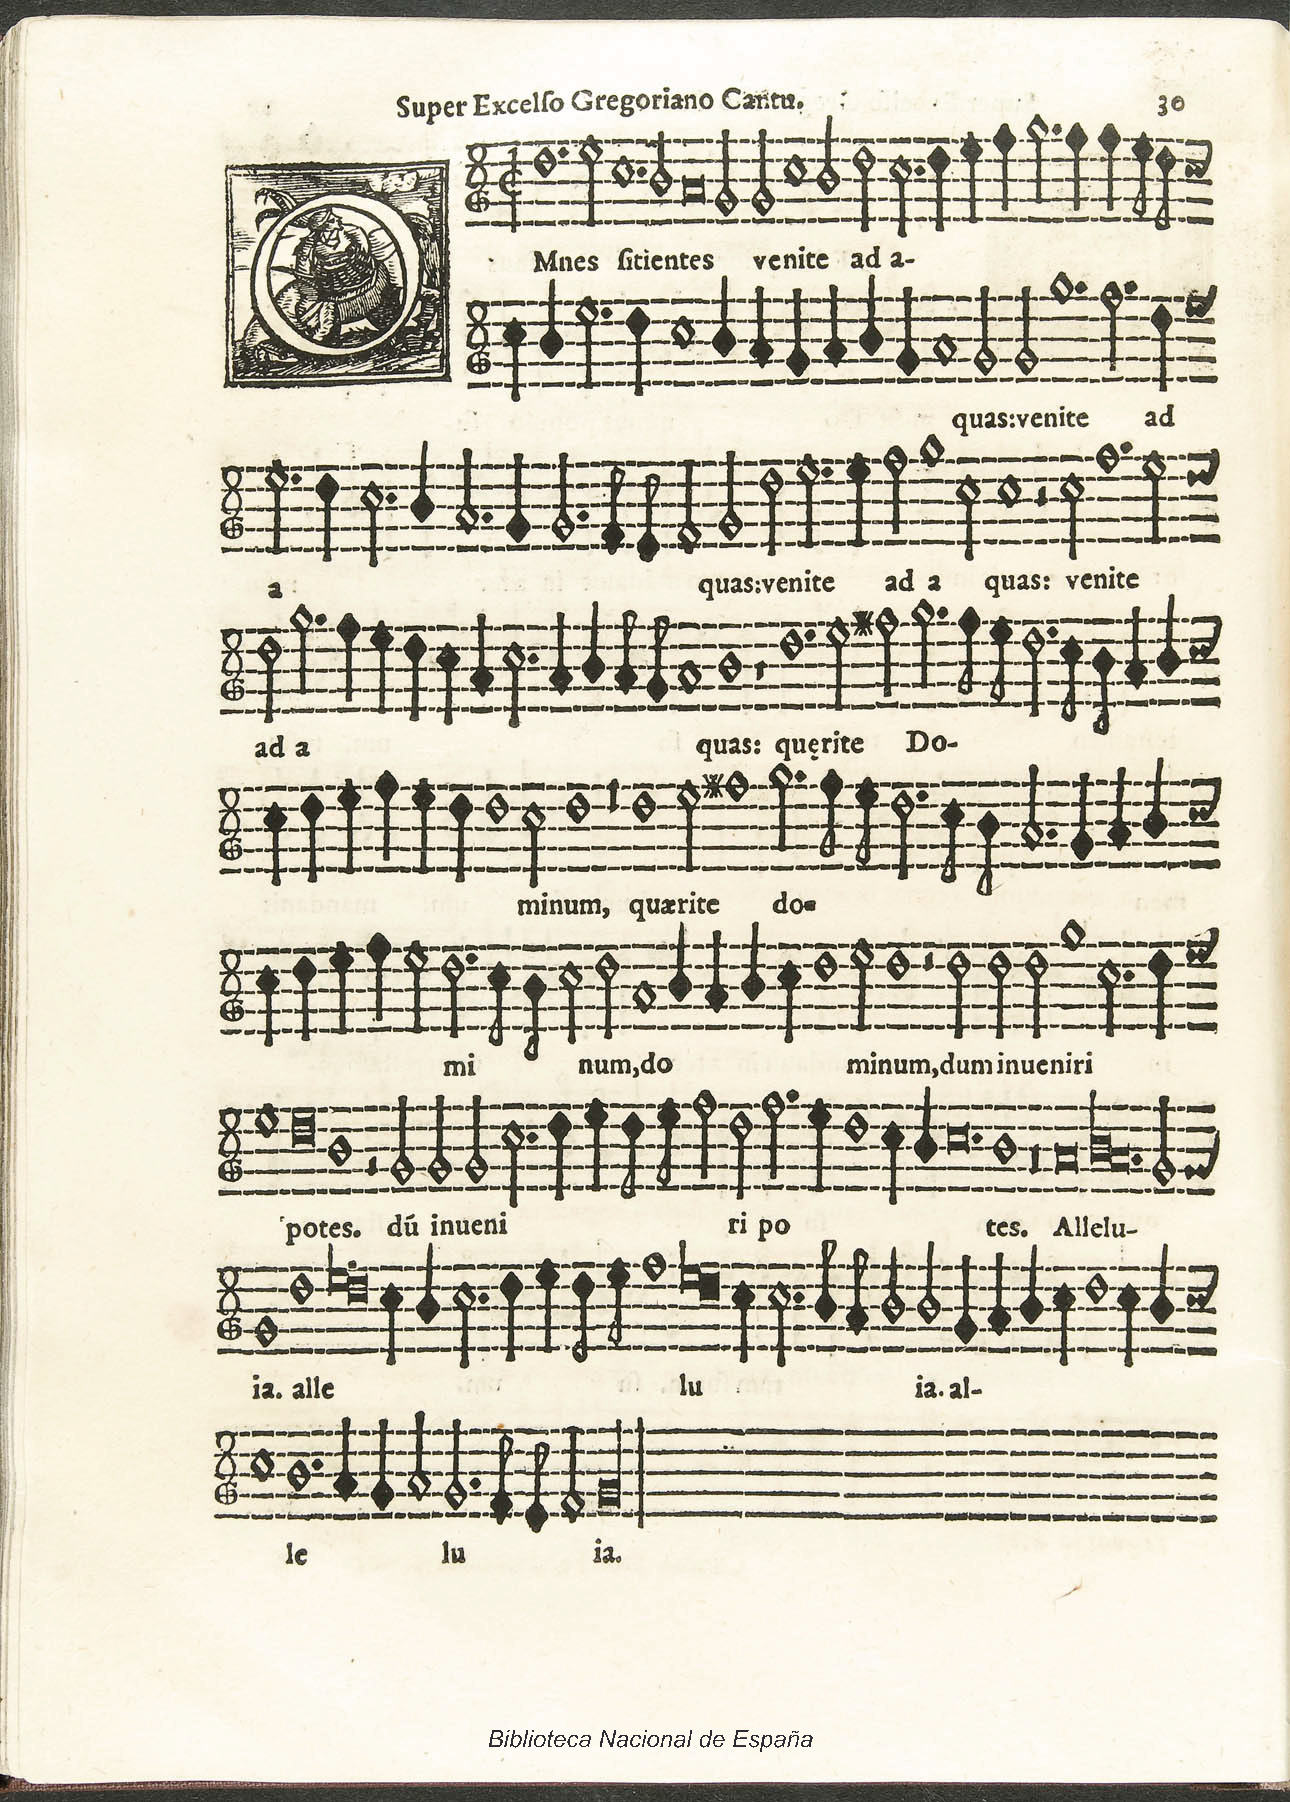 Super Excelſo Gregoriano Cantu. 30
OMnes ſitientes venite ad a-
quas:venite ad
a quas:venite ad a quas: venite
ad a quas: quęrite Do-
minum, quærite do-
mi num,do minum,dum inueniri
potes. dú inueni ri po tes. Allelu-
ia. alle lu ia. al-
le lu ia.
Biblioteca Nacional de España